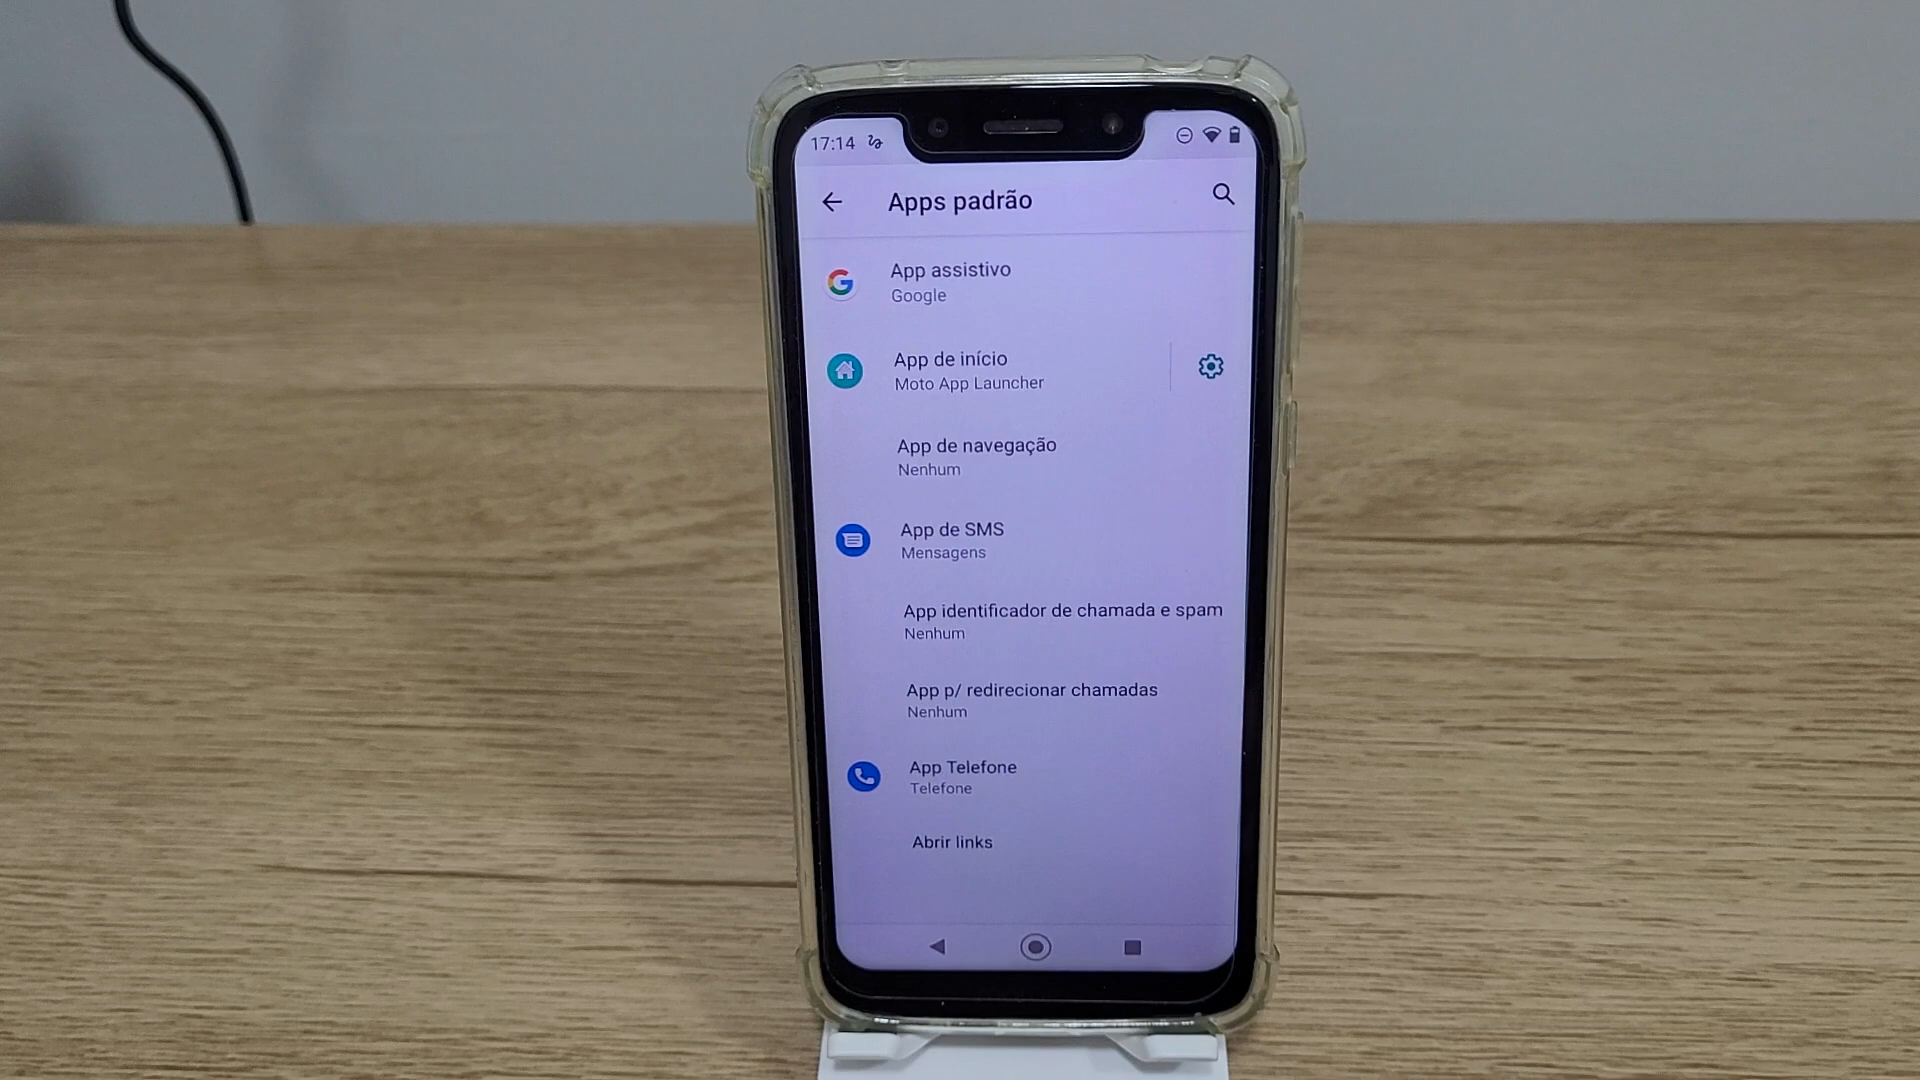 17:14
Apps padrão
App assistivo
Google
App de início
Moto App Launcher
App de navegação
Nenhum
App de SMS
Mensagens
App identificador de chamada e spam
Nenhum
App p/ redirecionar chamadas
Nenhum
App Telefone
Telefone
Abrir links